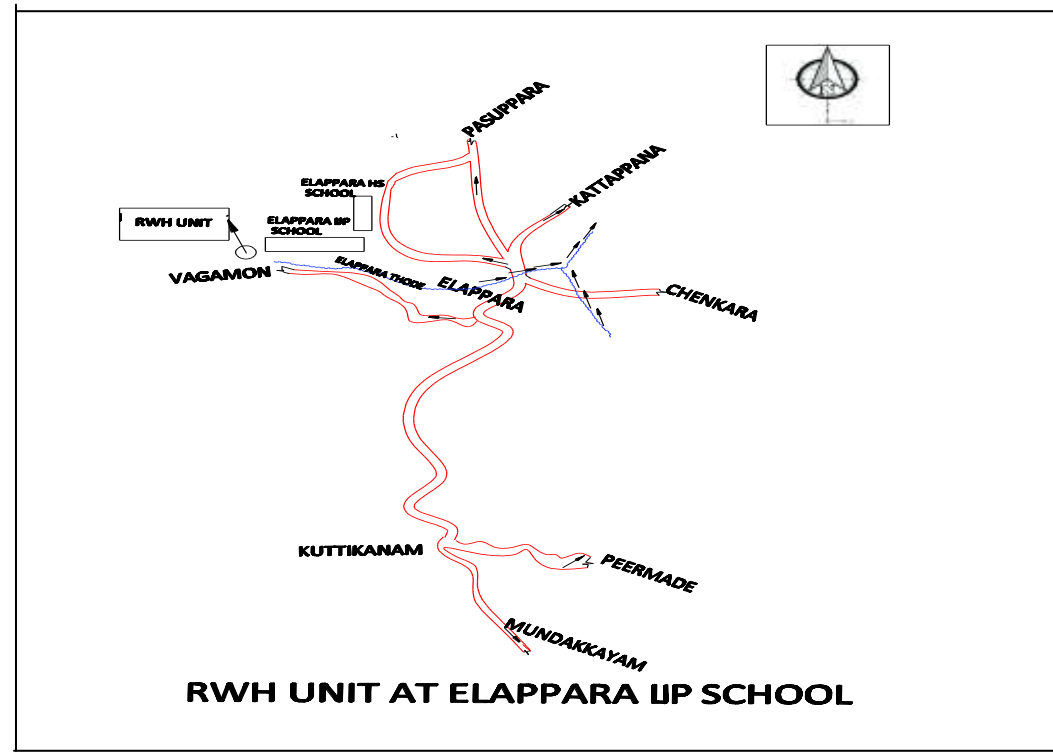 PASUPPARA
KATTAPPANA
ELAPPARA HS
SCHOOL
ELAPPARA UP
SCHOOL
RWH UNIT
VAGAMON
ELAPPARA THODE
ELAPPARA
CHENKARA
KUTTIKANAM
PEERMADE
MUNDAKKAYAM
RWH UNIT AT ELAPPARA UP SCHOOL